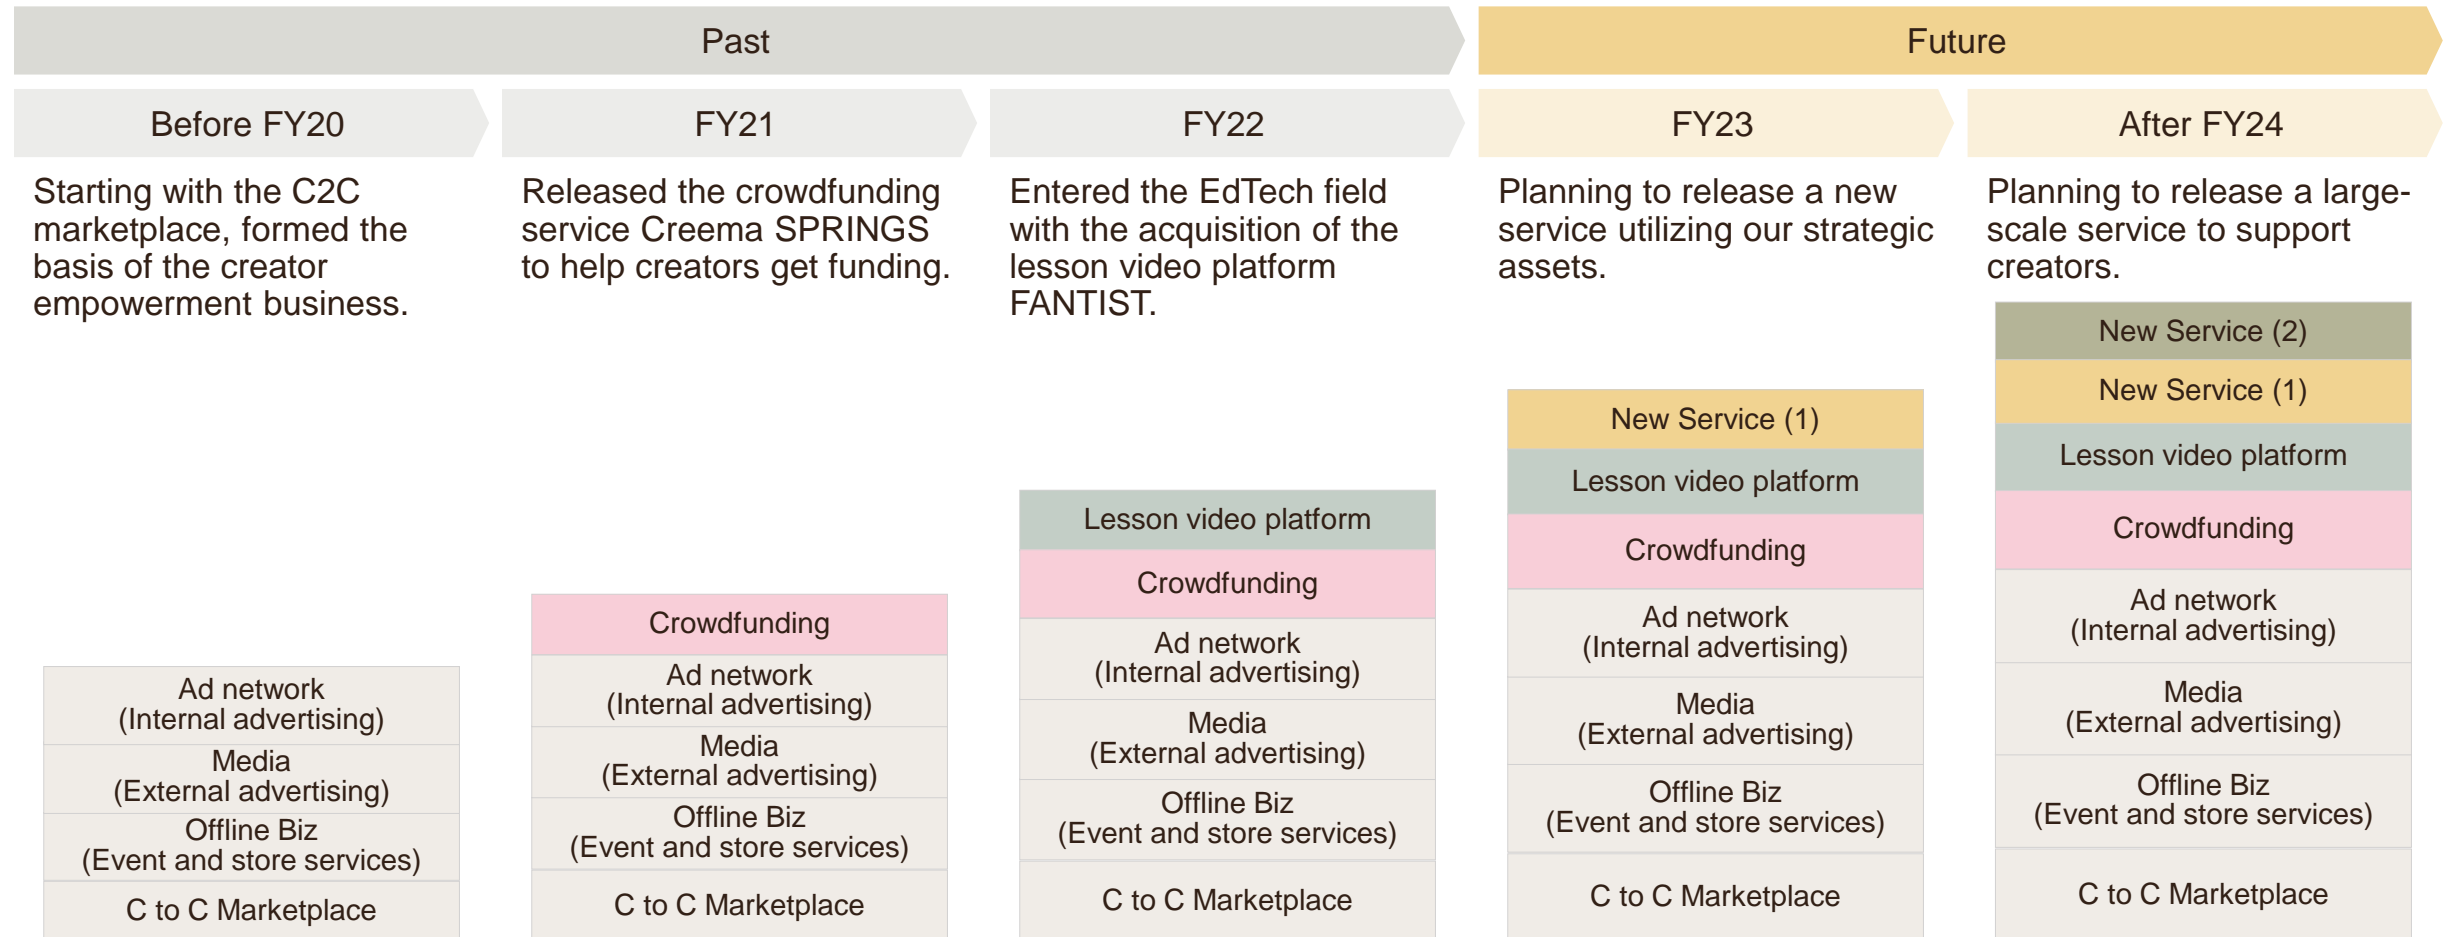 Past
Future
Before FY20
FY21
FY22
FY23
After FY24
Starting with the C2C
marketplace, formed the
basis of the creator
empowerment business.
Released the crowdfunding
service Creema SPRINGS
to help creators get funding.
Entered the EdTech field
with the acquisition of the
lesson video platform
FANTIST.
Planning to release a new
service utilizing our strategic
assets.
Planning to release a large-
scale service to support
creators.
Ad network
(Internal advertising)
Media
(External advertising)
Offline Biz
(Event and store services)
C to C Marketplace
Crowdfunding
Ad network
(Internal advertising)
Media
(External advertising)
Offline Biz
(Event and store services)
C to C Marketplace
Lesson video platform
Crowdfunding
Ad network
(Internal advertising)
Media
(External advertising)
Offline Biz
(Event and store services)
C to C Marketplace
New Service (1)
Lesson video platform
Crowdfunding
Ad network
(Internal advertising)
Media
(External advertising)
Offline Biz
(Event and store services)
C to C Marketplace
New Service (2)
New Service (1)
Lesson video platform
Crowdfunding
Ad network
(Internal advertising)
Media
(External advertising)
Offline Biz
(Event and store services)
C to C Marketplace